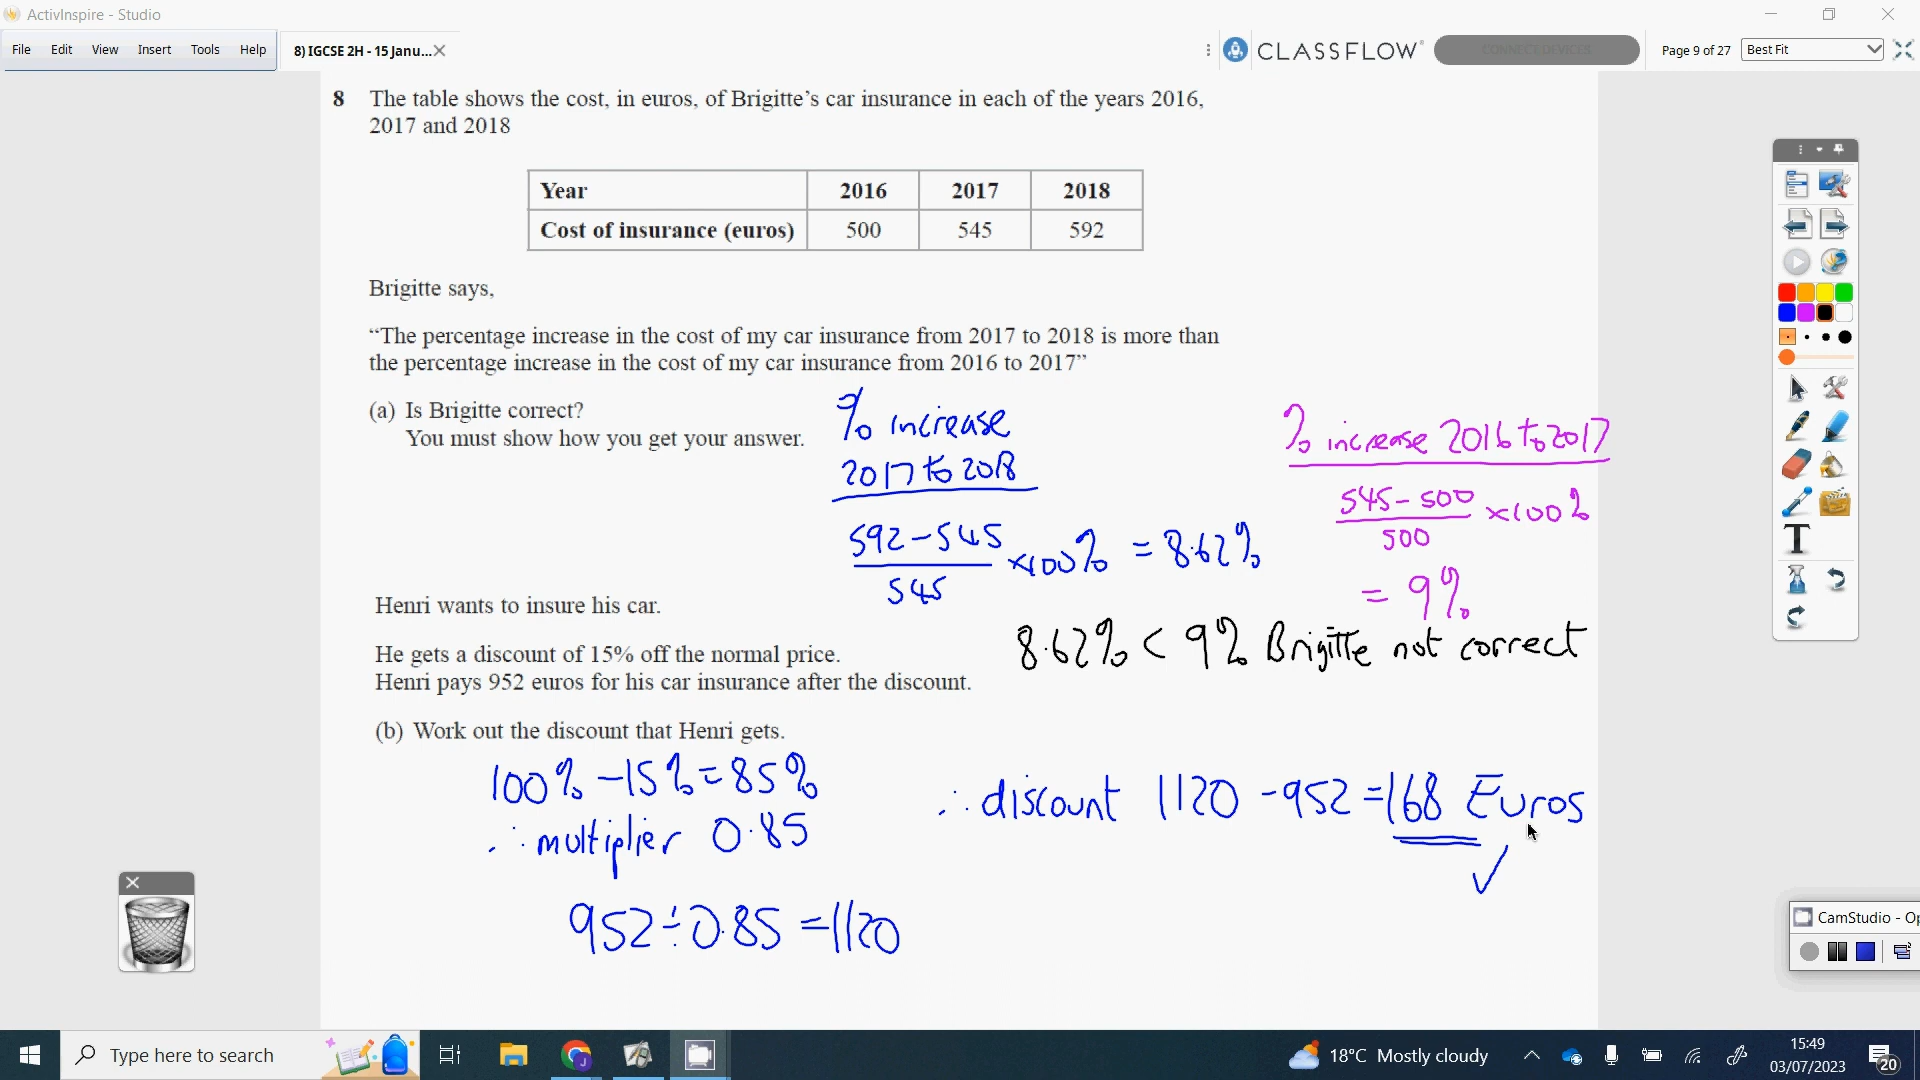 ActivInspire - Studio
File Edit View Insert Tools Help
8) IGCSE 2H - 15 Janu...
CLASSFLOW
CONNECT DEVICES
Page 9 of 27
Best Fit
8 The table shows the cost, in euros, of Brigitte’s car insurance in each of the years 2016,
2017 and 2018
Year 2016 2017 2018
Cost of insurance (euros) 500 545 592
Brigitte says,
“The percentage increase in the cost of my car insurance from 2017 to 2018 is more than
the percentage increase in the cost of my car insurance from 2016 to 2017”
(a) Is Brigitte correct?
You must show how you get your answer.
% increase
2017 to 2018
592 - 545
545
×100% = 8.62%
% increase 2016 to 2017
545 - 500
500
×100%
= 9%
8.62% < 9% Brigitte not correct
Henri wants to insure his car.
He gets a discount of 15% off the normal price.
Henri pays 952 euros for his car insurance after the discount.
(b) Work out the discount that Henri gets.
100% - 15% = 85%
∴ multiplier 0.85
952 ÷ 0.85 = 1120
∴ discount 1120 - 952 = 168 Euros
T
CamStudio - Op
Type here to search
18°C Mostly cloudy
15:49
03/07/2023
20